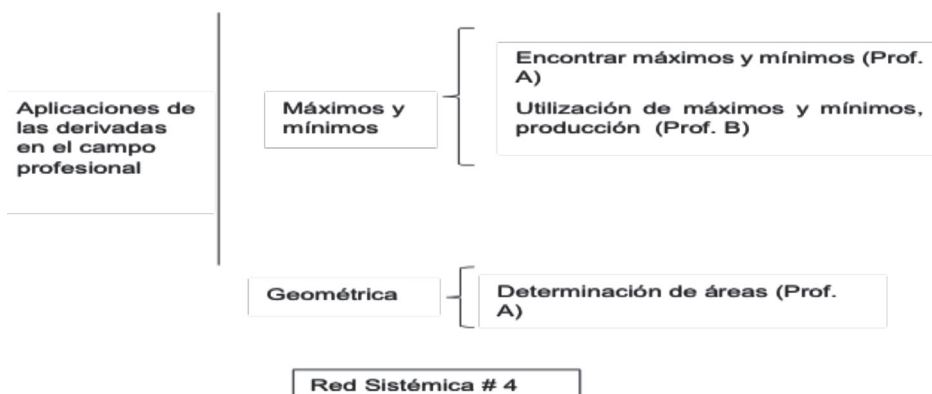 Aplicaciones de
las derivadas
en el campo
profesional
Máximos y
mínimos
Encontrar máximos y mínimos (Prof.
A)
Utilización de máximos y mínimos,
producción (Prof. B)
Geométrica
Determinación de áreas (Prof.
A)
Red Sistémica # 4